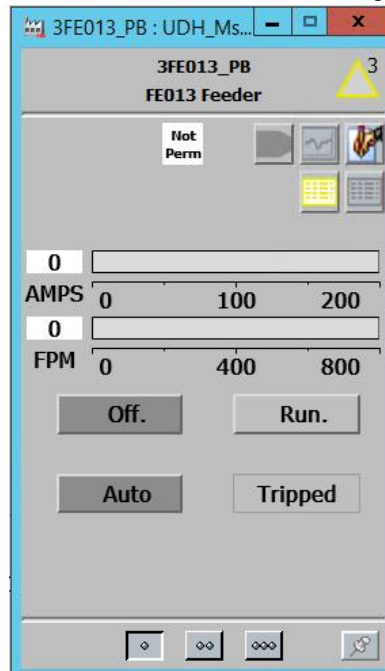 3FE013_PB : UDH_Ms...
3FE013_PB
3
FE013 Feeder
Not
Perm
0
AMPS 0 100 200
0
FPM 0 400 800
Off. Run.
Auto Tripped